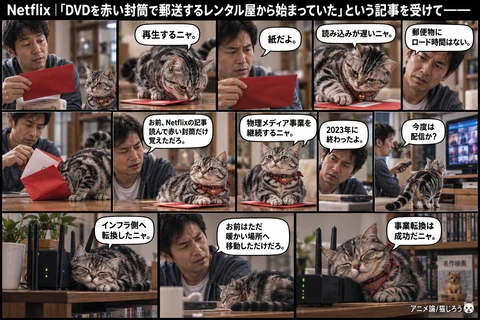 Netflix|「DVDを赤い封筒で郵送するレンタル屋から始まっていた」という記事を受けて——
再生するニャ。
紙だよ。
読み込みが遅いニャ。
郵便物に
ロード時間はない。
お前、Netflixの記事
読んで赤い封筒だけ
覚えただろ。
物理メディア事業を
継続するニャ。
2023年に
終わったよ。
今度は
配信か?
インフラ側へ
転換したニャ。
お前はただ
暖かい場所へ
移動しただけだろ。
事業転換は
成功だニャ。
名作映画
アニメ論/猫じろう